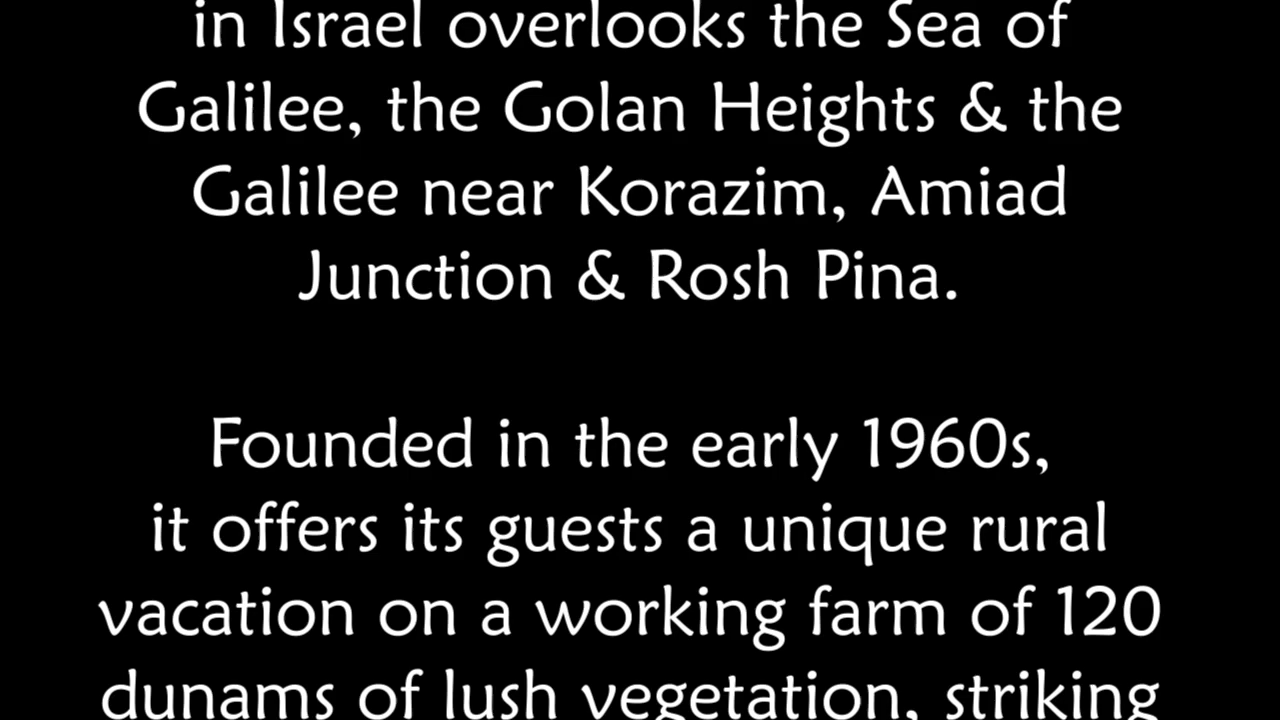 in Israel overlooks the Sea of
Galilee, the Golan Heights & the
Galilee near Korazim, Amiad
Junction & Rosh Pina.
Founded in the early 1960s,
it offers its guests a unique rural
vacation on a working farm of 120
dunams of lush vegetation, striking